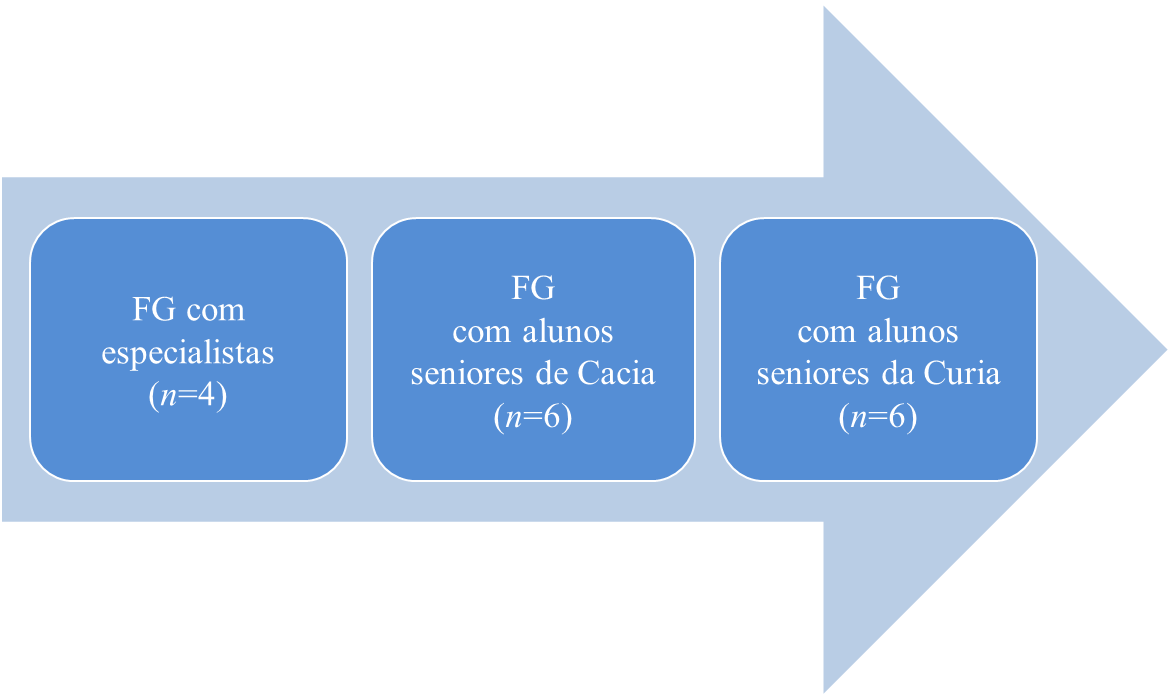 FG com
especialistas
(n=4)
FG
com alunos
seniores de Cacia
(n=6)
FG
com alunos
seniores da Curia
(n=6)